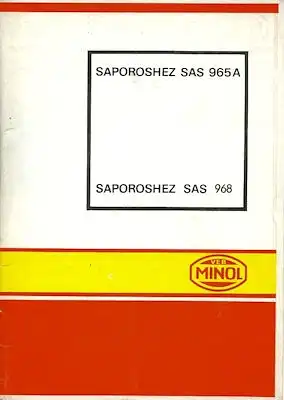 SAPOROSHEZ SAS 965A
SAPOROSHEZ SAS 968
VEB
MINOL